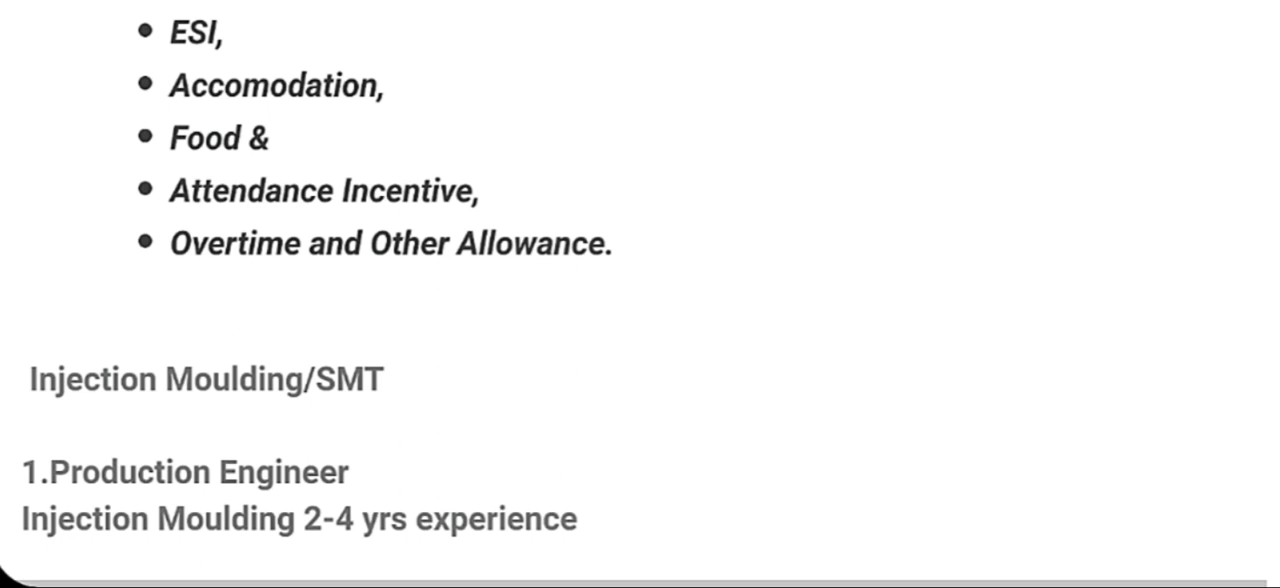 • ESI,
• Accomodation,
• Food &
• Attendance Incentive,
• Overtime and Other Allowance.
Injection Moulding/SMT
1.Production Engineer
Injection Moulding 2-4 yrs experience